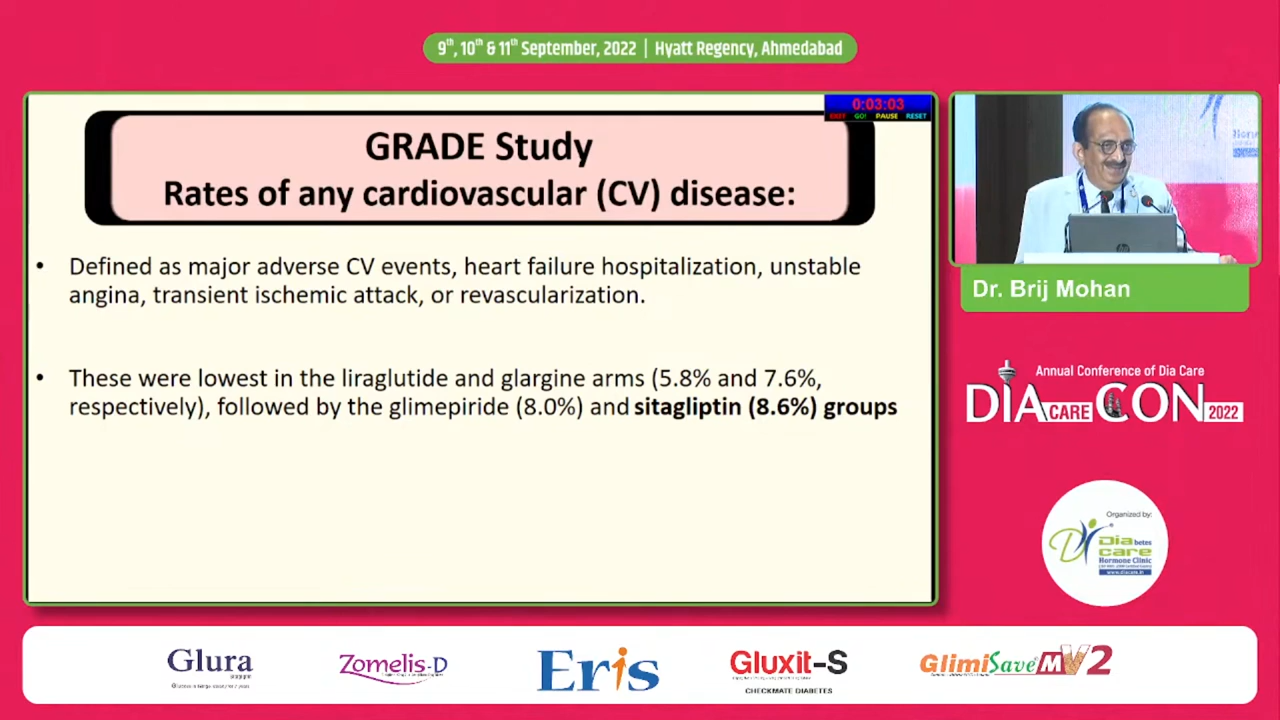 9th, 10th & 11th September, 2022 | Hyatt Regency, Ahmedabad
0:03:03
EXIT GO! PAUSE RESET
GRADE Study
Rates of any cardiovascular (CV) disease:
• Defined as major adverse CV events, heart failure hospitalization, unstable
angina, transient ischemic attack, or revascularization.
• These were lowest in the liraglutide and glargine arms (5.8% and 7.6%,
respectively), followed by the glimepiride (8.0%) and sitagliptin (8.6%) groups
hp
Dr. Brij Mohan
Annual Conference of Dia Care
DIA CARE CON 2022
Organized by:
Diabetes
care
Hormone Clinic
Glura
Zomelis-D
Eris
Gluxit-S
CHECKMATE DIABETES
GlimiSave MV2